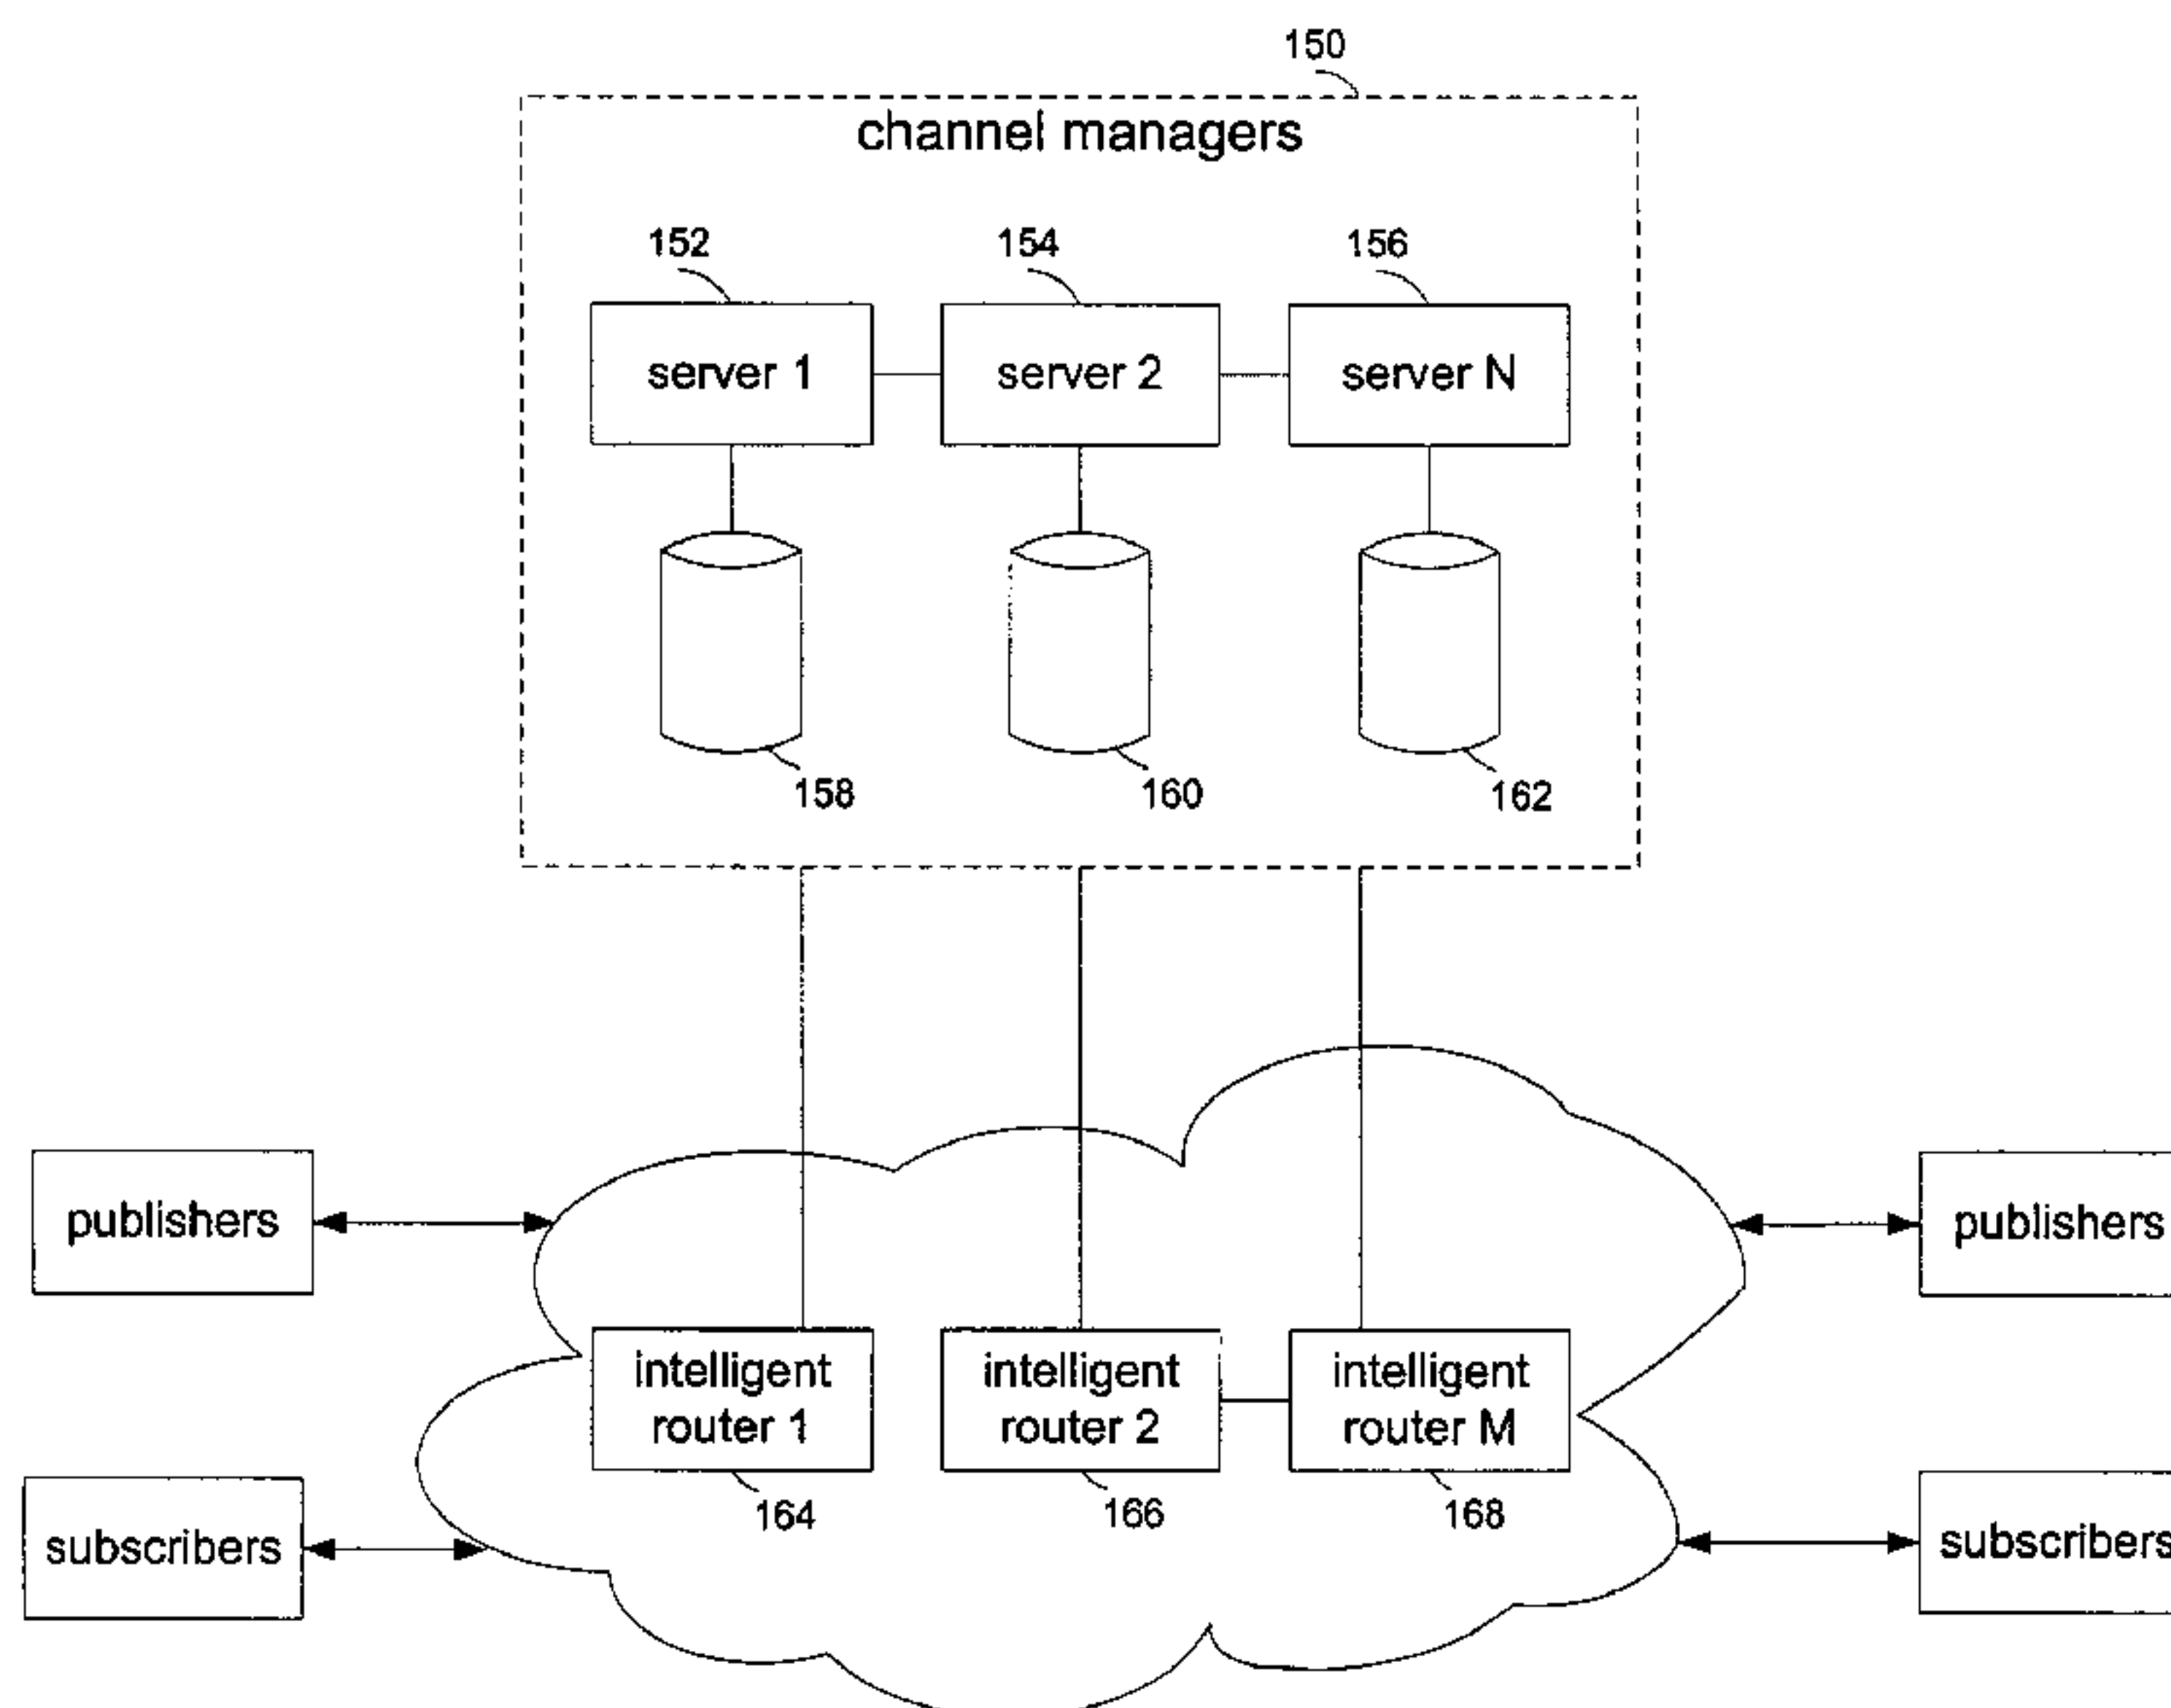 150
channel managers
152
154
156
server 1
server 2
server N
158
160
162
publishers
publishers
intelligent
router 1
intelligent
router 2
intelligent
router M
164
166
168
subscribers
subscribers